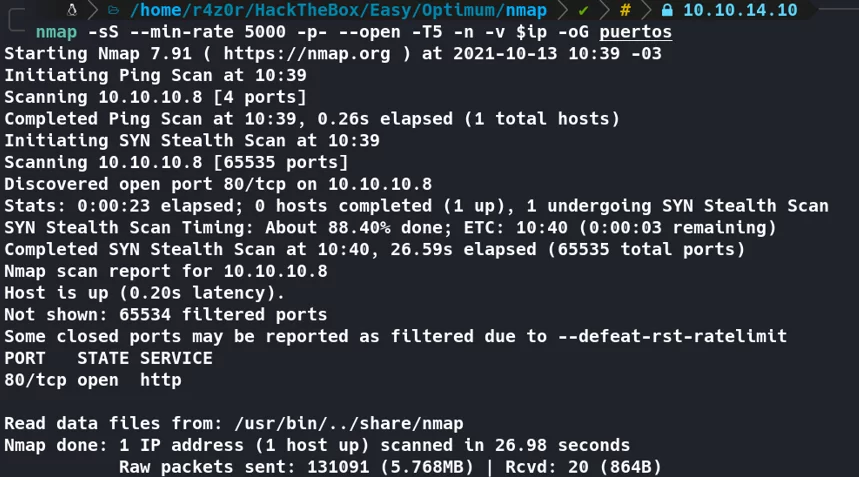 /home/r4z0r/HackTheBox/Easy/Optimum/nmap ✔ # 10.10.14.10
nmap -sS --min-rate 5000 -p- --open -T5 -n -v $ip -oG puertos
Starting Nmap 7.91 ( https://nmap.org ) at 2021-10-13 10:39 -03
Initiating Ping Scan at 10:39
Scanning 10.10.10.8 [4 ports]
Completed Ping Scan at 10:39, 0.26s elapsed (1 total hosts)
Initiating SYN Stealth Scan at 10:39
Scanning 10.10.10.8 [65535 ports]
Discovered open port 80/tcp on 10.10.10.8
Stats: 0:00:23 elapsed; 0 hosts completed (1 up), 1 undergoing SYN Stealth Scan
SYN Stealth Scan Timing: About 88.40% done; ETC: 10:40 (0:00:03 remaining)
Completed SYN Stealth Scan at 10:40, 26.59s elapsed (65535 total ports)
Nmap scan report for 10.10.10.8
Host is up (0.20s latency).
Not shown: 65534 filtered ports
Some closed ports may be reported as filtered due to --defeat-rst-ratelimit
PORT   STATE SERVICE
80/tcp open  http
Read data files from: /usr/bin/../share/nmap
Nmap done: 1 IP address (1 host up) scanned in 26.98 seconds
Raw packets sent: 131091 (5.768MB) | Rcvd: 20 (864B)